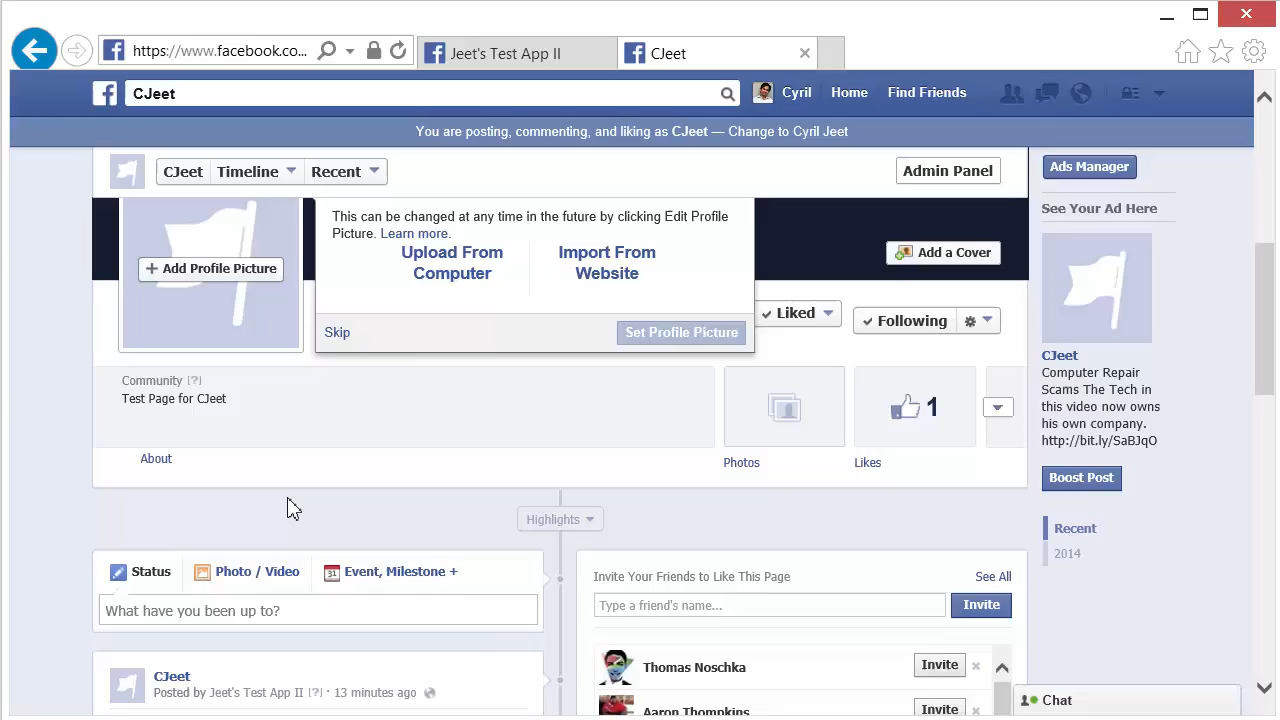 https://www.facebook.co...
Jeet's Test App II
CJeet
CJeet
Cyril
Home
Find Friends
You are posting, commenting, and liking as CJeet — Change to Cyril Jeet
CJeet
Timeline
Recent
Admin Panel
Ads Manager
See Your Ad Here
This can be changed at any time in the future by clicking Edit Profile
Picture. Learn more.
Upload From
Computer
Import From
Website
+ Add Profile Picture
Add a Cover
Skip
Set Profile Picture
Liked
Following
CJeet
Computer Repair
Scams The Tech in
this video now owns
his own company.
http://bit.ly/SaBJqO
Boost Post
Community [?]
Test Page for CJeet
1
About
Photos
Likes
Highlights
Recent
2014
Status
Photo / Video
31
Event, Milestone +
What have you been up to?
Invite Your Friends to Like This Page
See All
Type a friend's name...
Invite
Thomas Noschka
Invite
Aaron Thompkins
Invite
CJeet
Posted by Jeet's Test App II [?] · 13 minutes ago
Chat